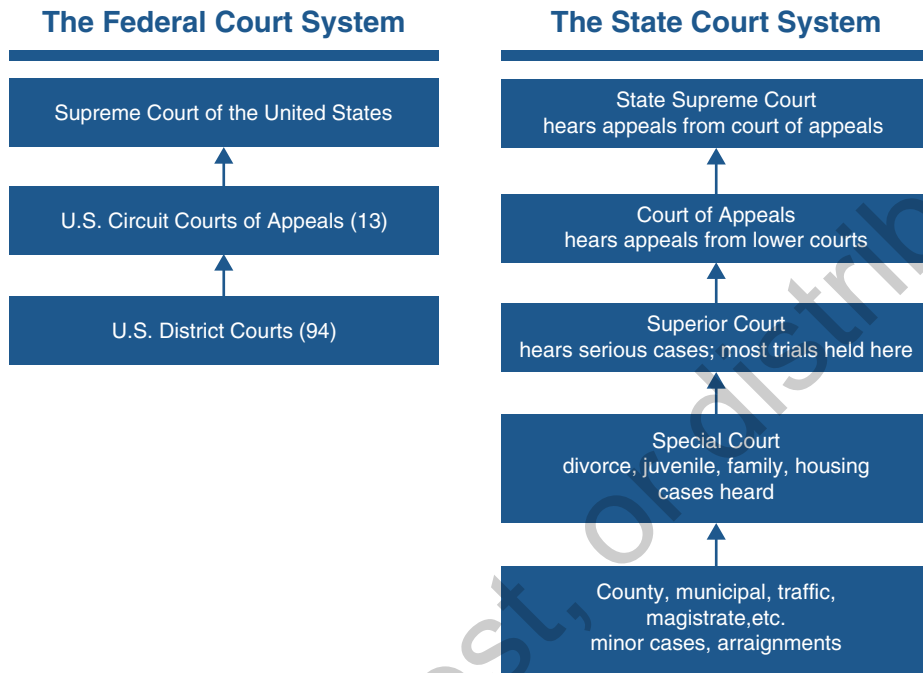 The Federal Court System
Supreme Court of the United States
U.S. Circuit Courts of Appeals (13)
U.S. District Courts (94)
The State Court System
State Supreme Court
hears appeals from court of appeals
Court of Appeals
hears appeals from lower courts
Superior Court
hears serious cases; most trials held here
Special Court
divorce, juvenile, family, housing
cases heard
County, municipal, traffic,
magistrate,etc.
minor cases, arraignments
or